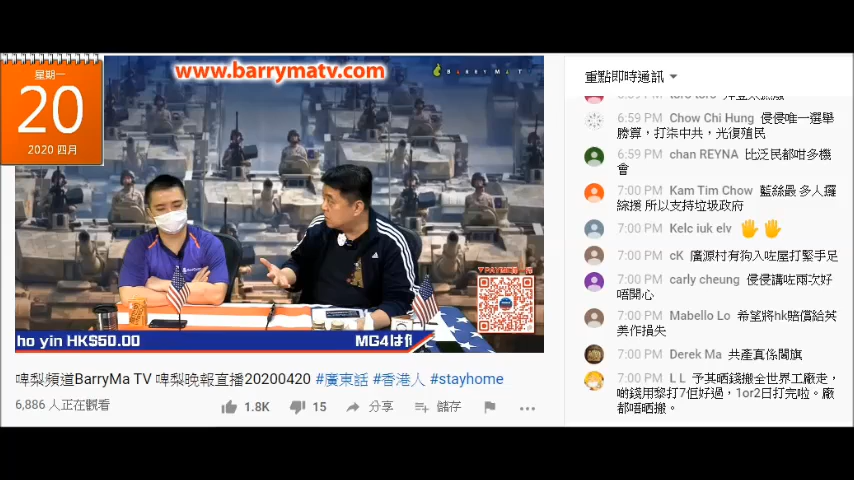 星期一
20
2020 四月
www.barrymatv.com
BARRYMAT
PAYME
ho yin HK$50.00
MG4は
啤梨頻道BarryMa TV 啤梨晚報直播20200420 #廣東話 #香港人 #stayhome
6,886 人正在觀看
1.8K
15
分享
儲存
重點即時通訊
6:59 PM Chow Chi Hung 侵侵唯一選舉
勝算，打柒中共，光復殖民
6:59 PM chan REYNA 比泛民都咁多機
會
7:00 PM Kam Tim Chow 藍絲最 多人攞
綜援 所以支持垃圾政府
7:00 PM Kelc iuk elv
7:00 PM cK 廣源村有狗入咗屋打緊手足
7:00 PM carly cheung 侵侵講咗兩次好
唔開心
7:00 PM Mabello Lo 希望將hk賠償給英
美作損失
7:00 PM Derek Ma 共產真係閪旗
7:00 PM L L 予其晒錢搬全世界工廠走，
啲錢用黎打7佢好過，1or2日打完啦。廠
都唔晒搬。